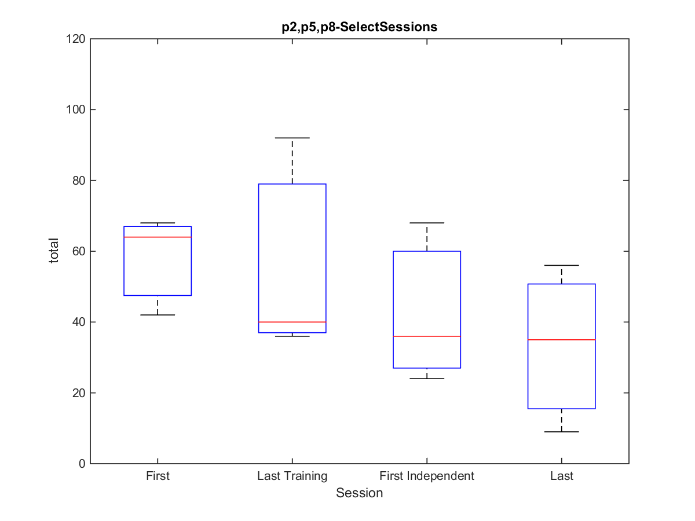 p2,p5,p8-SelectSessions
120
100
80
60
40
20
0
total
First
Last Training
First Independent
Last
Session